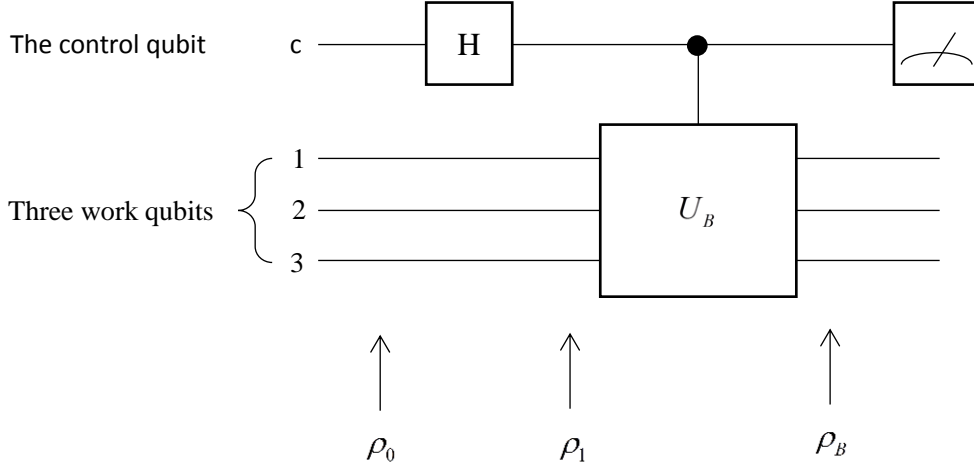 The control qubit c H
1
Three work qubits 2 U_B
3
ρ_0 ρ_1 ρ_B